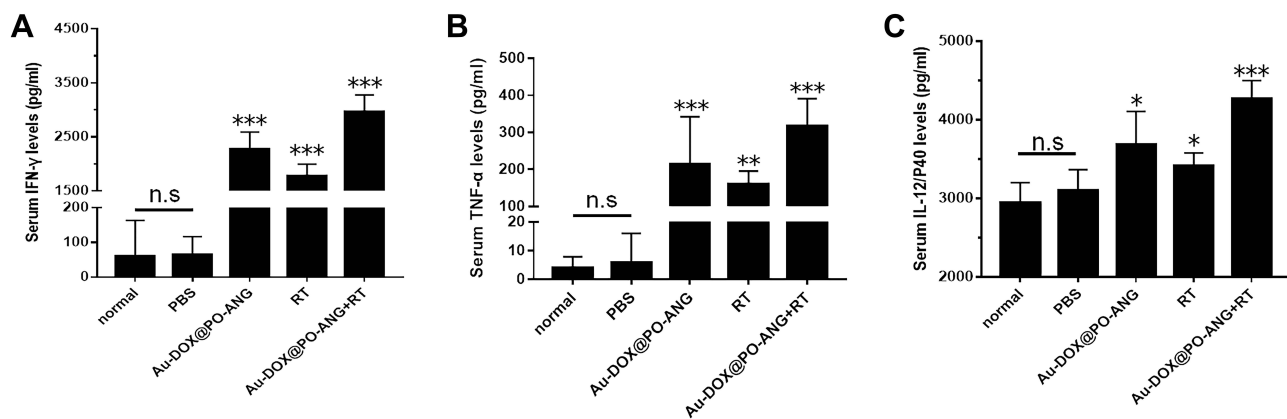 A
Serum IFN-γ levels (pg/ml)
4500
3500
2500
1500
200
100
0
n.s
***
***
***
normal
PBS
Au-DOX@PO-ANG
RT
Au-DOX@PO-ANG+RT
B
Serum TNF-α levels (pg/ml)
500
400
300
200
100
20
10
0
n.s
***
**
***
normal
PBS
Au-DOX@PO-ANG
RT
Au-DOX@PO-ANG+RT
C
Serum IL-12/P40 levels (pg/ml)
5000
4000
3000
2000
n.s
*
*
***
normal
PBS
Au-DOX@PO-ANG
RT
Au-DOX@PO-ANG+RT